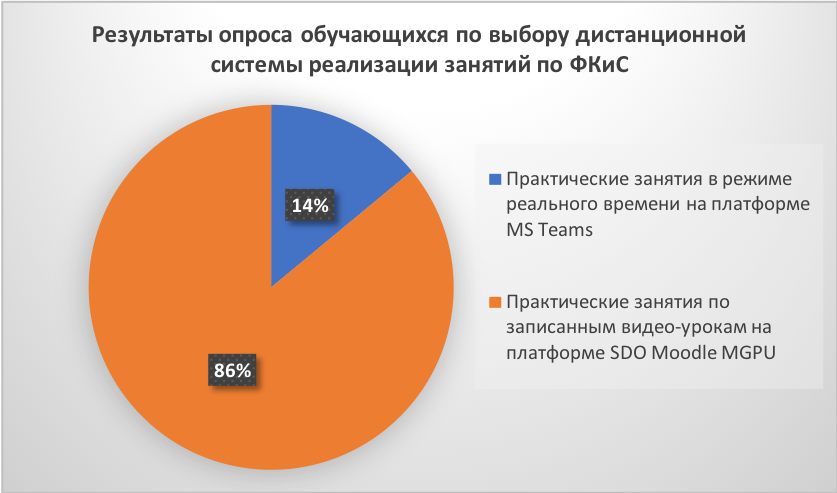 Результаты опроса обучающихся по выбору дистанционной
системы реализации занятий по ФКиС
14%
86%
Практические занятия в режиме
реального времени на платформе
MS Teams
Практические занятия по
записанным видео-урокам на
платформе SDO Moodle MGPU